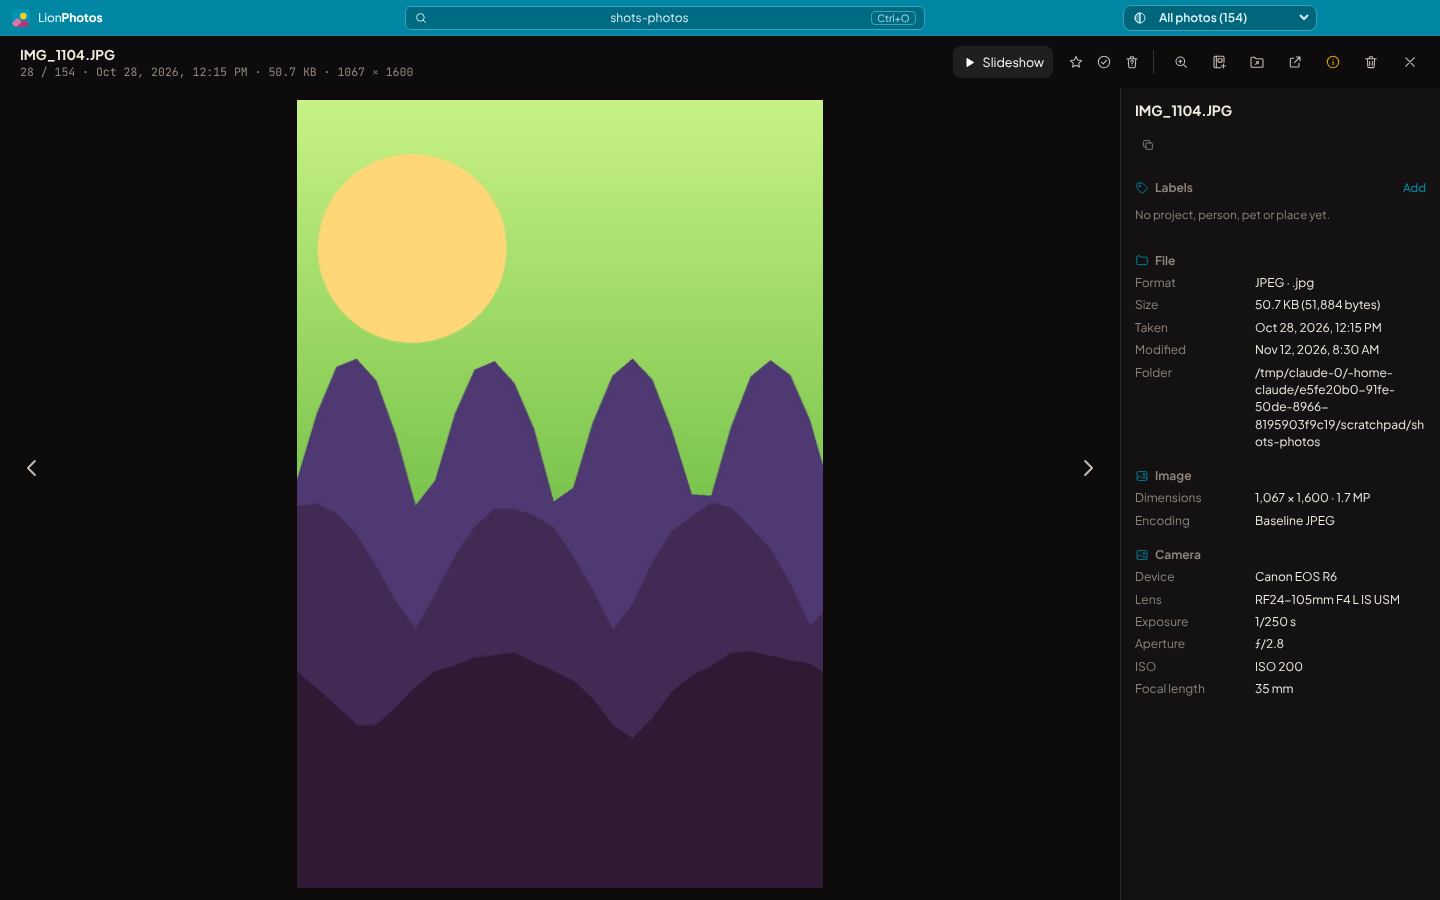 LionPhotos
shots-photos
Ctrl+O
All photos (154)
IMG_1104.JPG
28 / 154 · Oct 28, 2026, 12:15 PM · 50.7 KB · 1067 × 1600
Slideshow
IMG_1104.JPG
Labels
Add
No project, person, pet or place yet.
File
Format JPEG · .jpg
Size 50.7 KB (51,884 bytes)
Taken Oct 28, 2026, 12:15 PM
Modified Nov 12, 2026, 8:30 AM
Folder /tmp/claude-0/-home-
claude/e5fe20b0-91fe-
50de-8966-
8195903f9c19/scratchpad/sh
ots-photos
Image
Dimensions 1,067 × 1,600 · 1.7 MP
Encoding Baseline JPEG
Camera
Device Canon EOS R6
Lens RF24-105mm F4 L IS USM
Exposure 1/250 s
Aperture ƒ/2.8
ISO ISO 200
Focal length 35 mm